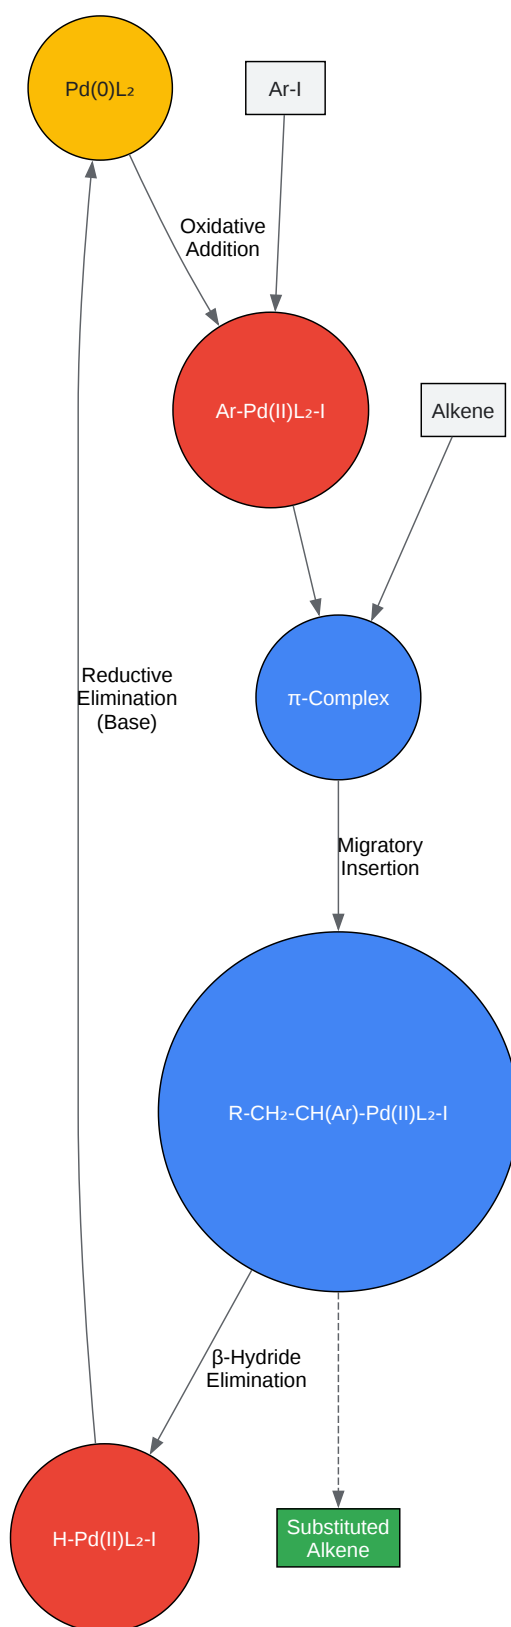 Pd(0)L₂
Ar-I
Oxidative
Addition
Ar-Pd(II)L₂-I
Alkene
π-Complex
Reductive
Elimination
(Base)
Migratory
Insertion
R-CH₂-CH(Ar)-Pd(II)L₂-I
β-Hydride
Elimination
H-Pd(II)L₂-I
Substituted
Alkene